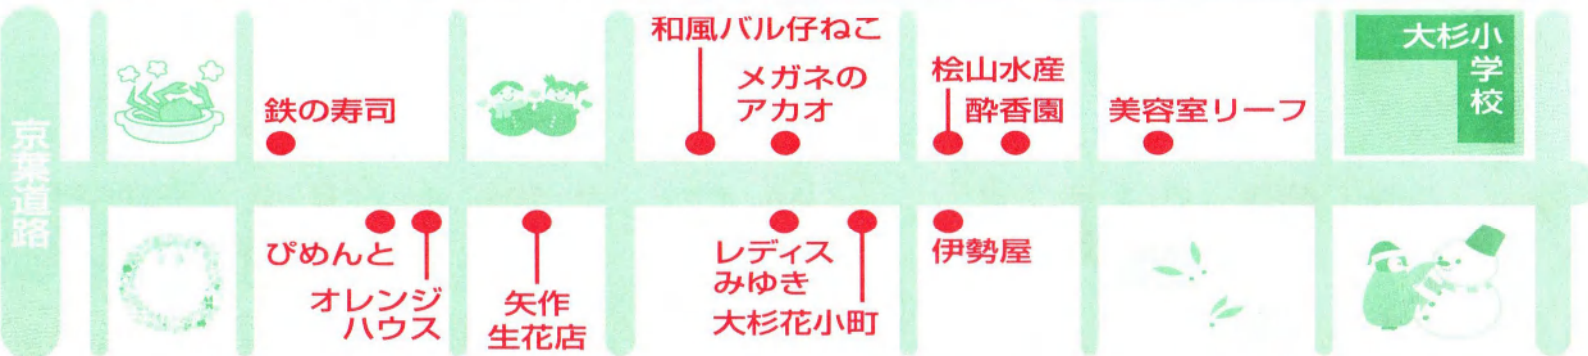 京葉道路
鉄の寿司
ぴめんと
オレンジ
ハウス
矢作
生花店
和風バル仔ねこ
メガネの
アカオ
レディス
みゆき
大杉花小町
桧山水産
酔香園
伊勢屋
美容室リーフ
大杉小学校